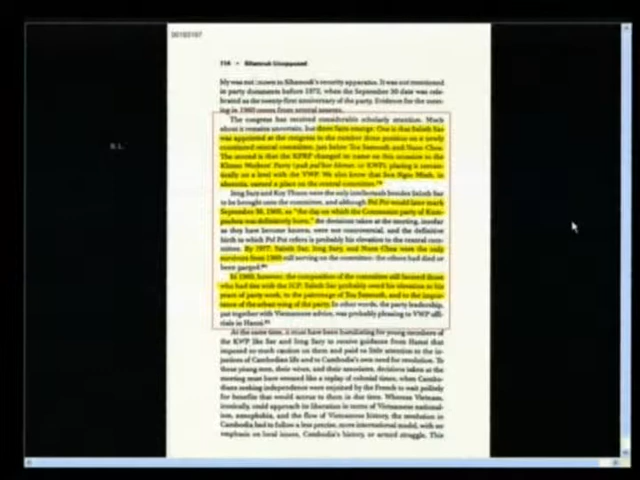 00193197
114 • Sihanouk Unopposed
bly was not known to Sihanouk's security apparatus. It was not mentioned
in party documents before 1972, when the September 30 date was cele-
brated as the twenty-first anniversary of the party. Evidence for the meet-
ing in 1960 comes from several sources.
The congress has received considerable scholarly attention. Much
about it remains uncertain, but three facts emerge. One is that Saloth Sar
was appointed at the congress to the number three position on a newly
constituted central committee, just below Tou Samouth and Nuon Chea.
The second is that the KPRP changed its name on this occasion to the
Khmer Workers' Party
on a level with the VWP. We also know that Son Ngoc Minh, in
absentia, earned a place on the central committee.
Ieng Sary and Koy Thuon were the only intellectuals besides Saloth Sar
to be brought onto the committee, and although Pol Pot would later mark
September 30, 1960, as "the day on which the Communist party of Kam-
puchea was definitively born," the decisions taken at the meeting, insofar
as they have become known, were not controversial, and the definitive
birth to which Pol Pot refers is probably his elevation to the central com-
mittee. By 1977, Saloth Sar, Ieng Sary, and Nuon Chea were the only
survivors from 1960 still serving on the committee; the others had died or
been purged.
In 1960, however, the composition of the committee still favored those
who had ties with the ICP. Saloth Sar probably owed his elevation to his
years of party work, to the patronage of Tou Samouth, and to the impor-
tance of the urban wing of the party. In other words, the party leadership,
put together with Vietnamese advice, was probably pleasing to VWP offi-
cials in Hanoi.
At the same time, it must have been humiliating for young members of
the KWP like Sar and Ieng Sary to receive guidance from Hanoi that
imposed so much caution on them and paid so little attention to the in-
justices of Cambodian life and to Cambodia's own need for revolution. To
these young men, their wives, and their associates, decisions taken at the
meeting must have seemed like a replay of colonial times, when Cambo-
dians seeking independence were enjoined by the French to wait politely
for benefits that would accrue to them in due time. Whereas Vietnam,
ironically, could approach its liberation in terms of Vietnamese national-
ism, xenophobia, and the flow of Vietnamese history, the revolution in
Cambodia had to follow a less precise, more international model, with no
emphasis on local issues, Cambodia's history, or armed struggle. This